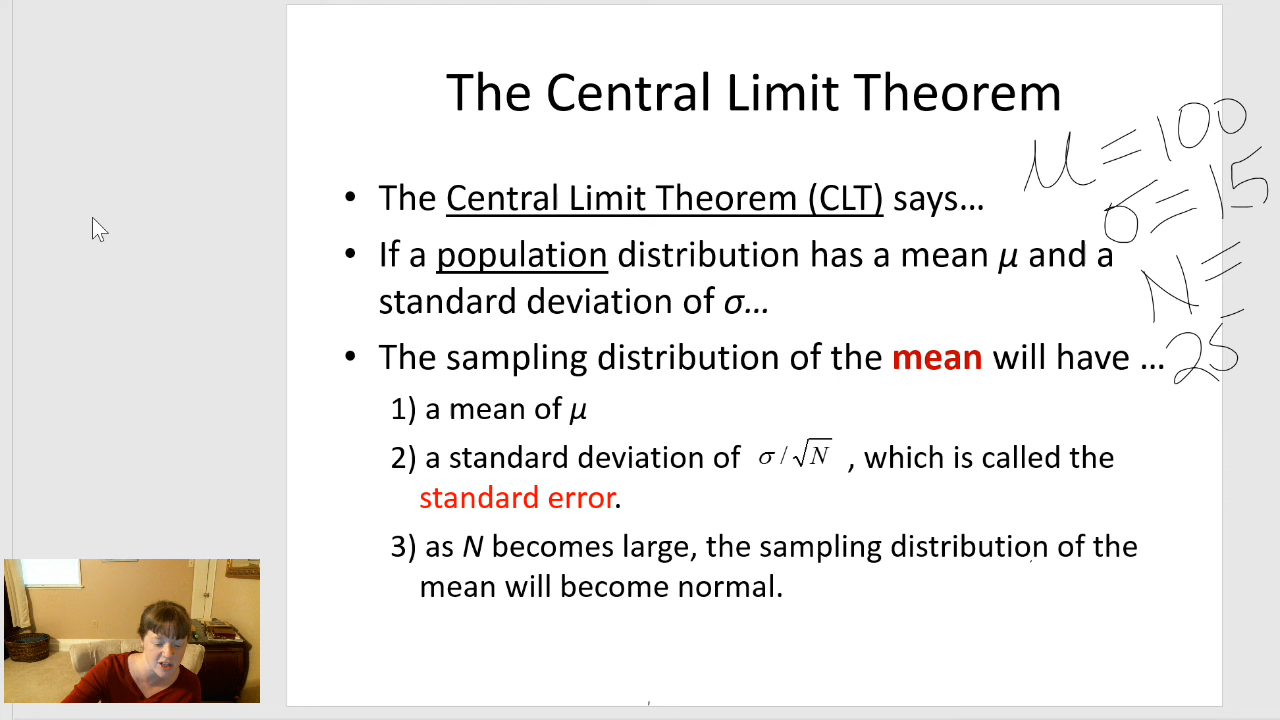 The Central Limit Theorem
μ = 100
σ = 15
N =
25
• The Central Limit Theorem (CLT) says…
• If a population distribution has a mean μ and a
standard deviation of σ…
• The sampling distribution of the mean will have …
1) a mean of μ
2) a standard deviation of σ/√N , which is called the
standard error.
3) as N becomes large, the sampling distribution of the
mean will become normal.